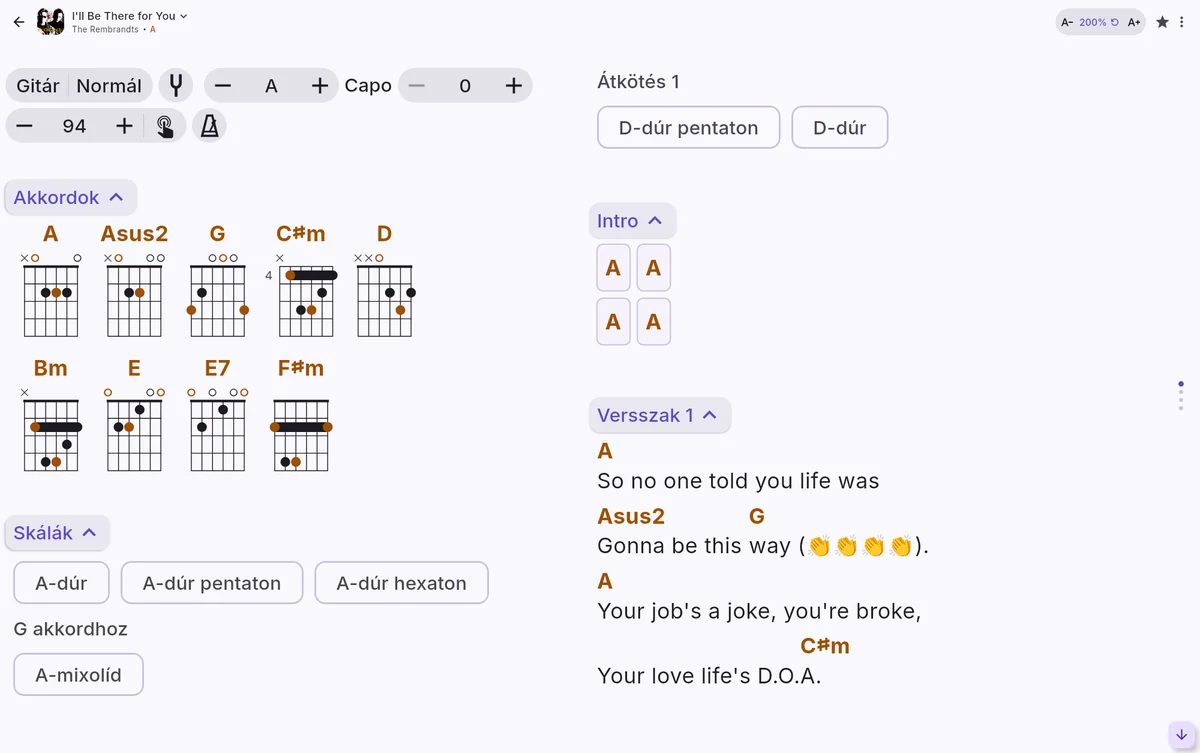 I'll Be There for You
The Rembrandts • A
A- 200% A+
Gitár Normál
A
Capo
0
94
Akkordok
A Asus2 G C♯m D
4
Bm E E7 F♯m
Skálák
A-dúr A-dúr pentaton A-dúr hexaton
G akkordhoz
A-mixolíd
Átkötés 1
D-dúr pentaton D-dúr
Intro
A A
A A
Versszak 1
A
So no one told you life was
Asus2 G
Gonna be this way (👏👏👏👏).
A
Your job's a joke, you're broke,
C♯m
Your love life's D.O.A.